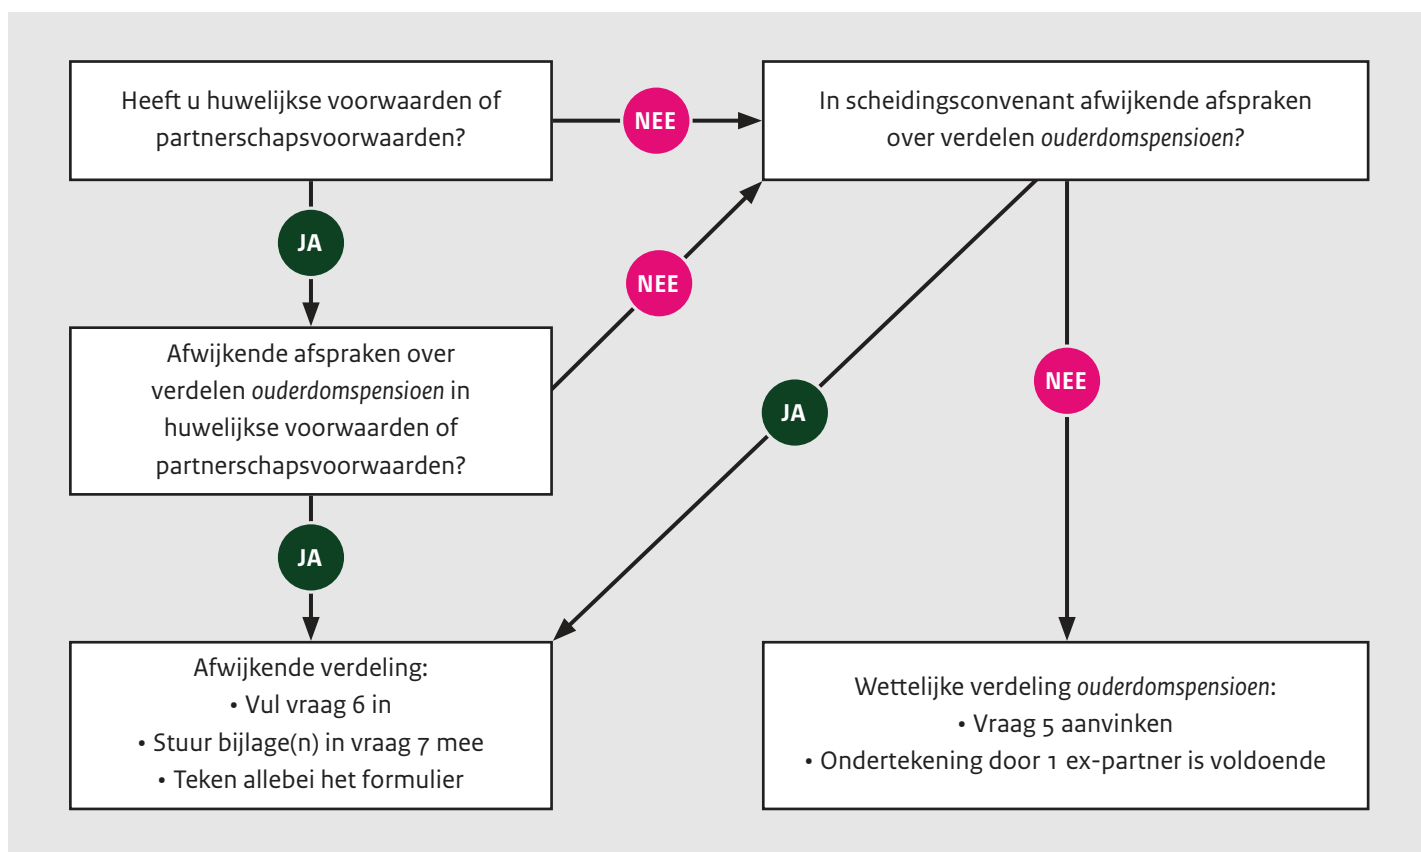 Heeft u huwelijkse voorwaarden of
partnerschapsvoorwaarden?
NEE
In scheidingsconvenant afwijkende afspraken
over verdelen ouderdomspensioen?
JA
NEE
Afwijkende afspraken over
verdelen ouderdomspensioen in
huwelijkse voorwaarden of
partnerschapsvoorwaarden?
JA
NEE
JA
Afwijkende verdeling:
• Vul vraag 6 in
• Stuur bijlage(n) in vraag 7 mee
• Teken allebei het formulier
Wettelijke verdeling ouderdomspensioen:
• Vraag 5 aanvinken
• Ondertekening door 1 ex-partner is voldoende